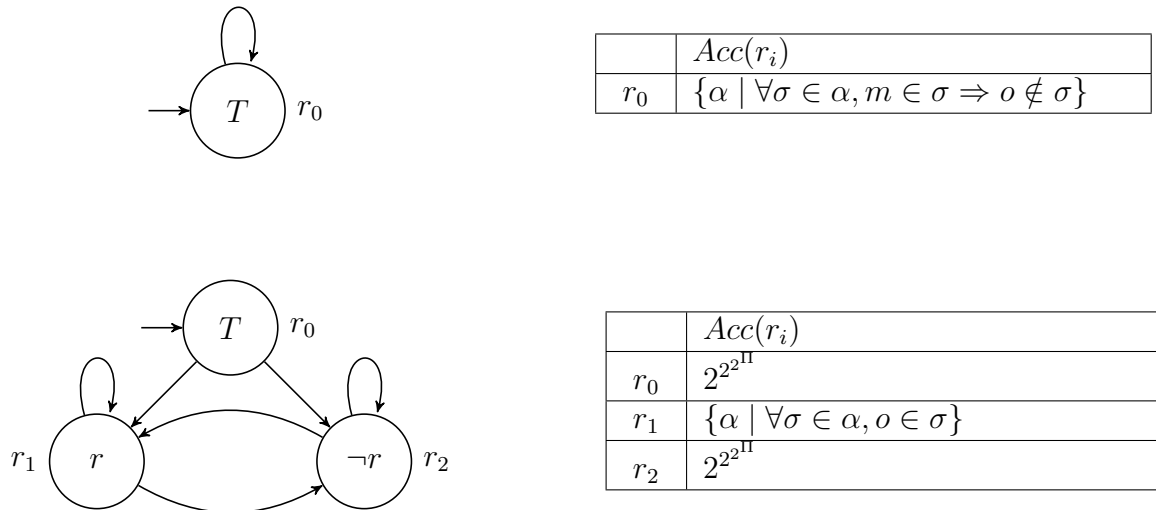 Acc(r_i)
T r_0
r_0 {α | ∀σ ∈ α, m ∈ σ ⇒ o ∉ σ}
T r_0
Acc(r_i)
r_0 2^{2^{2^Π}}
r_1 {α | ∀σ ∈ α, o ∈ σ}
r_1 r ¬r r_2
r_2 2^{2^{2^Π}}